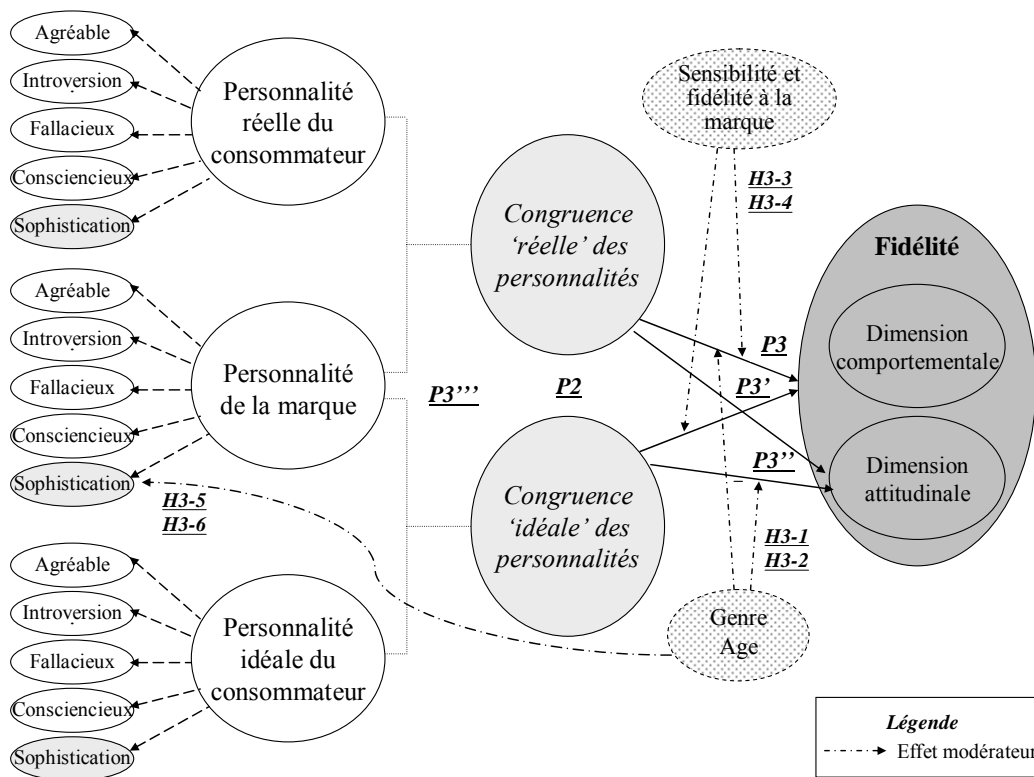 Agréable
Introversion
Fallacieux
Consciencieux
Sophistication
Personnalité
réelle du
consommateur
Agréable
Introversion
Fallacieux
Consciencieux
Sophistication
Personnalité
de la marque
H3-5
H3-6
Agréable
Introversion
Fallacieux
Consciencieux
Sophistication
Personnalité
idéale du
consommateur
P3'''
Congruence
‘réelle’ des
personnalités
P2
Congruence
‘idéale’ des
personnalités
Sensibilité et
fidélité à la
marque
H3-3
H3-4
P3
P3'
P3''
H3-1
H3-2
Genre
Age
Fidélité
Dimension
comportementale
Dimension
attitudinale
Légende
Effet modérateur